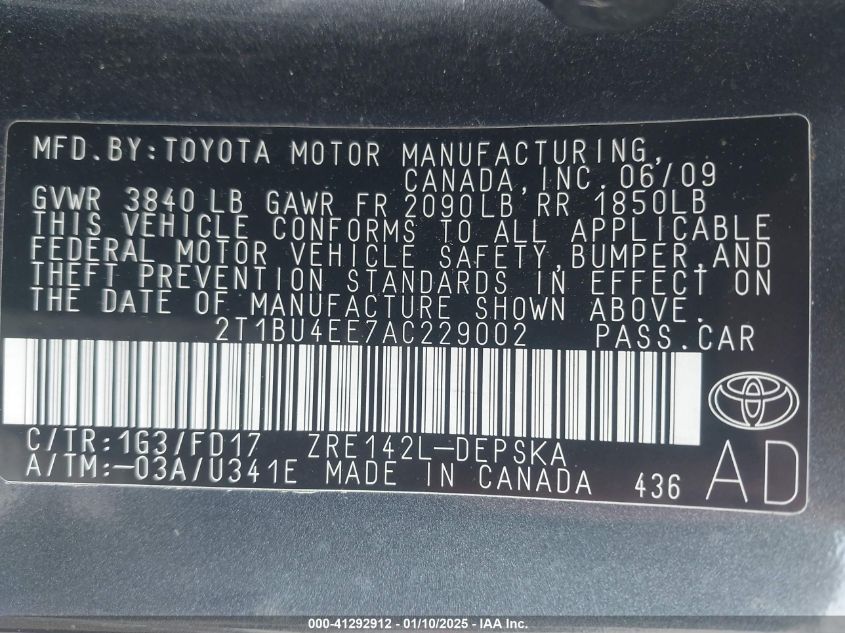 MFD.BY:TOYOTA MOTOR MANUFACTURING,
CANADA,INC. 06/09
GVWR 3840 LB GAWR FR 2090LB RR 1850LB
THIS VEHICLE CONFORMS TO ALL APPLICABLE
FEDERAL MOTOR VEHICLE SAFETY,BUMPER,AND
THEFT PREVENTION STANDARDS IN EFFECT ON
THE DATE OF MANUFACTURE SHOWN ABOVE.
2T1BU4EE7AC229002 PASS.CAR
C/TR:1G3/FD17 ZRE142L-DEPSKA
A/TM:-03A/U341E MADE IN CANADA 436 AD
000-41292912 - 01/10/2025 - IAA Inc.